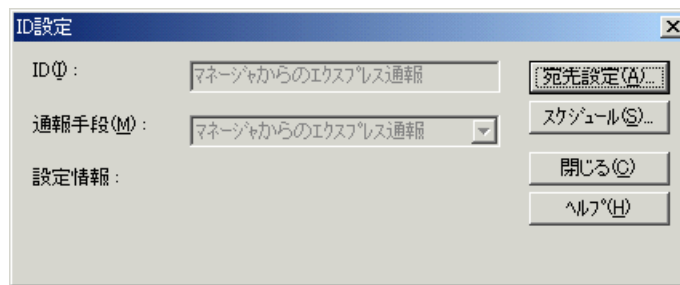 ID設定
ID(I) :
マネージャからのエクスプレス通報
宛先設定(A)...
通報手段(M) :
マネージャからのエクスプレス通報
スケジュール(S)...
設定情報 :
閉じる(C)
ヘルプ(H)